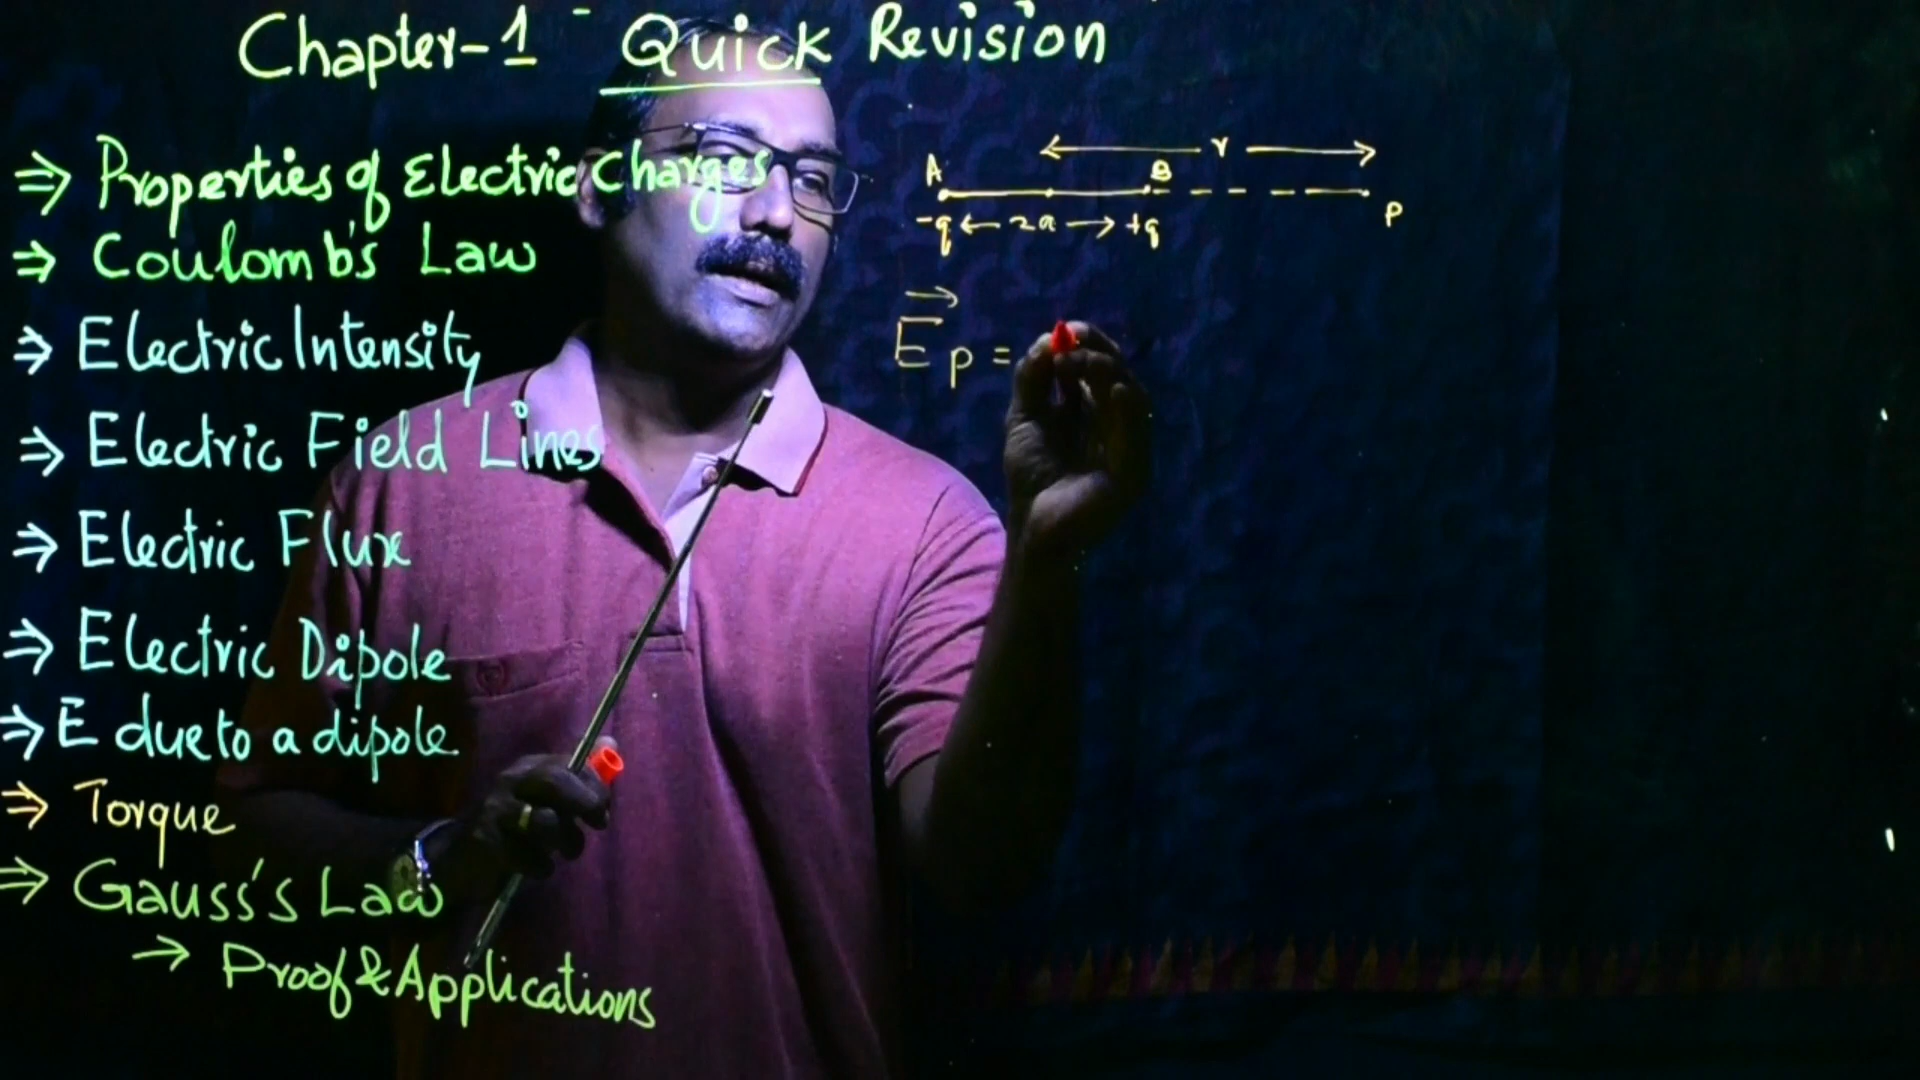 Chapter-1 Quick Revision
⇒ Properties of Electric Charges
⇒ Coulomb's Law
⇒ Electric Intensity
⇒ Electric Field Lines
⇒ Electric Flux
⇒ Electric Dipole
⇒ E due to a dipole
⇒ Torque
⇒ Gauss's Law
→ Proof & Applications
r
A B
P
-q ← 2a → +q
E⃗p =